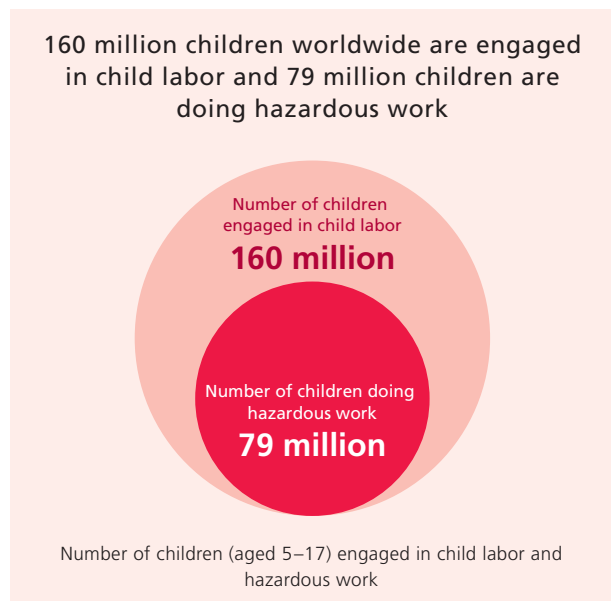 160 million children worldwide are engaged
in child labor and 79 million children are
doing hazardous work
Number of children
engaged in child labor
160 million
Number of children doing
hazardous work
79 million
Number of children (aged 5–17) engaged in child labor and
hazardous work